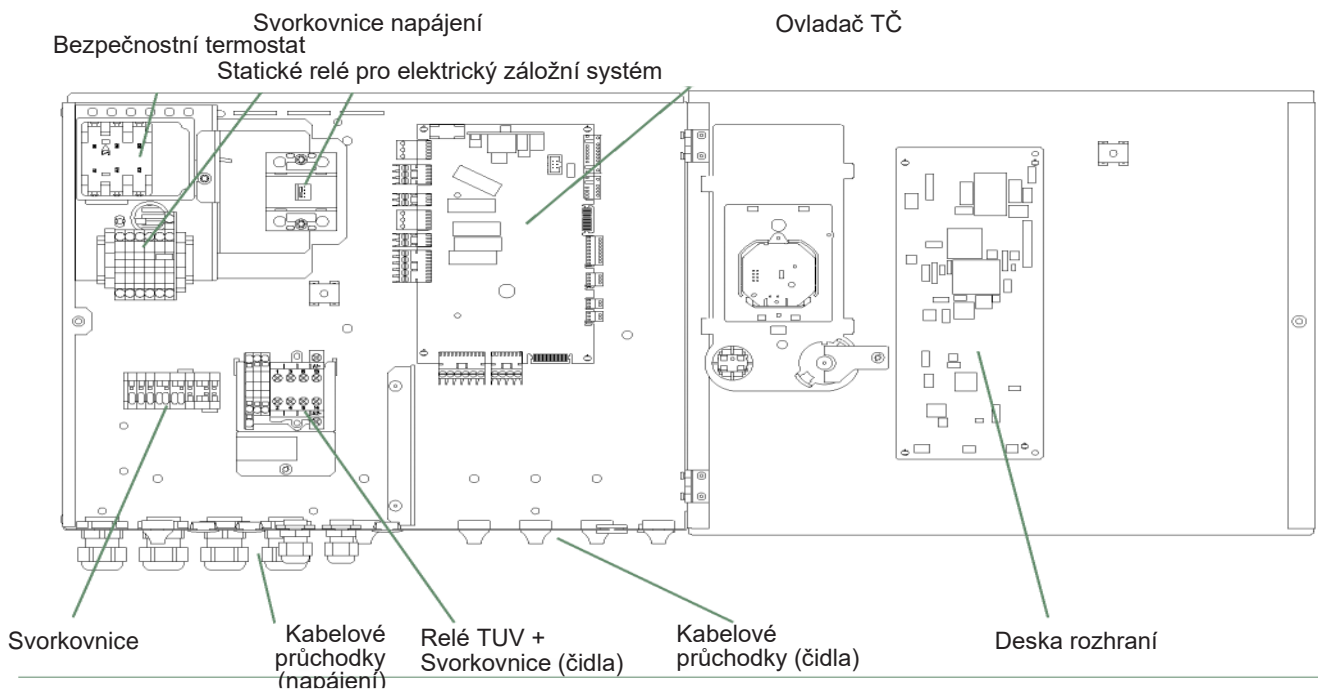 Svorkovnice napájení
Ovladač TČ
Bezpečnostní termostat
Statické relé pro elektrický záložní systém
Svorkovnice
Kabelové
průchodky
(napájení)
Relé TUV +
Svorkovnice (čidla)
Kabelové
průchodky (čidla)
Deska rozhraní